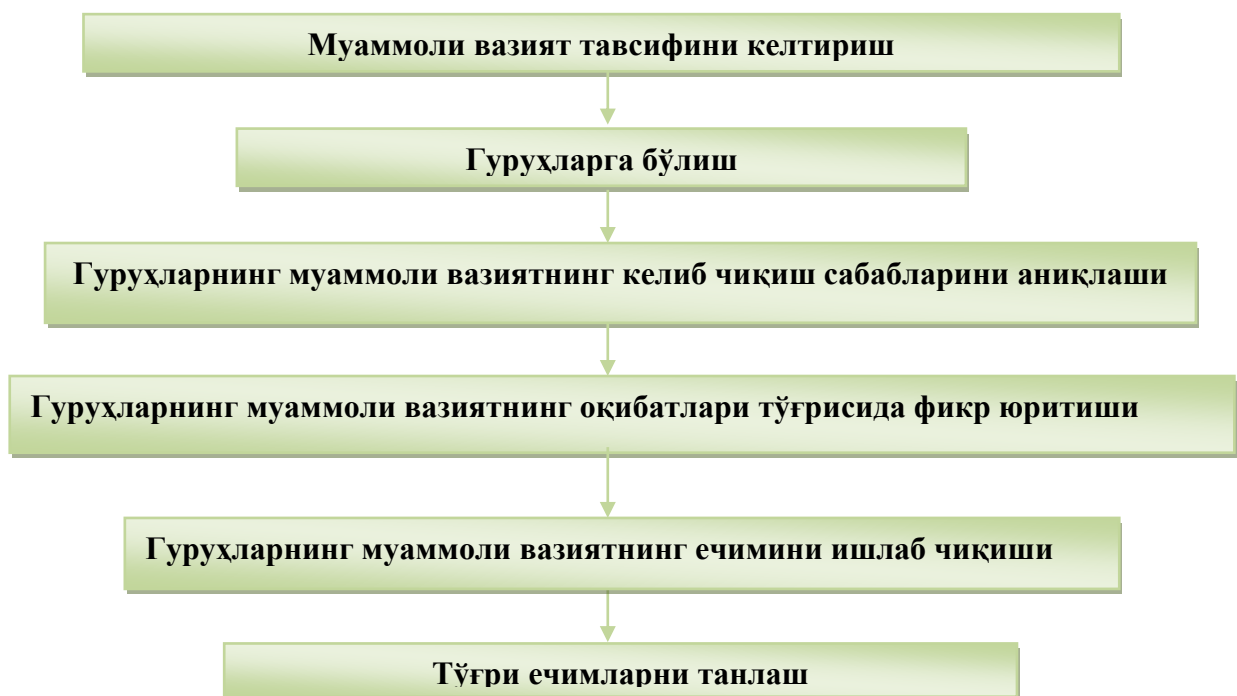 Муаммоли вазият тавсифини келтириш
Гуруҳларга бўлиш
Гуруҳларнинг муаммоли вазиятнинг келиб чиқиш сабабларини аниқлаши
Гуруҳларнинг муаммоли вазиятнинг оқибатлари тўғрисида фикр юритиши
Гуруҳларнинг муаммоли вазиятнинг ечимини ишлаб чиқиши
Тўғри ечимларни танлаш